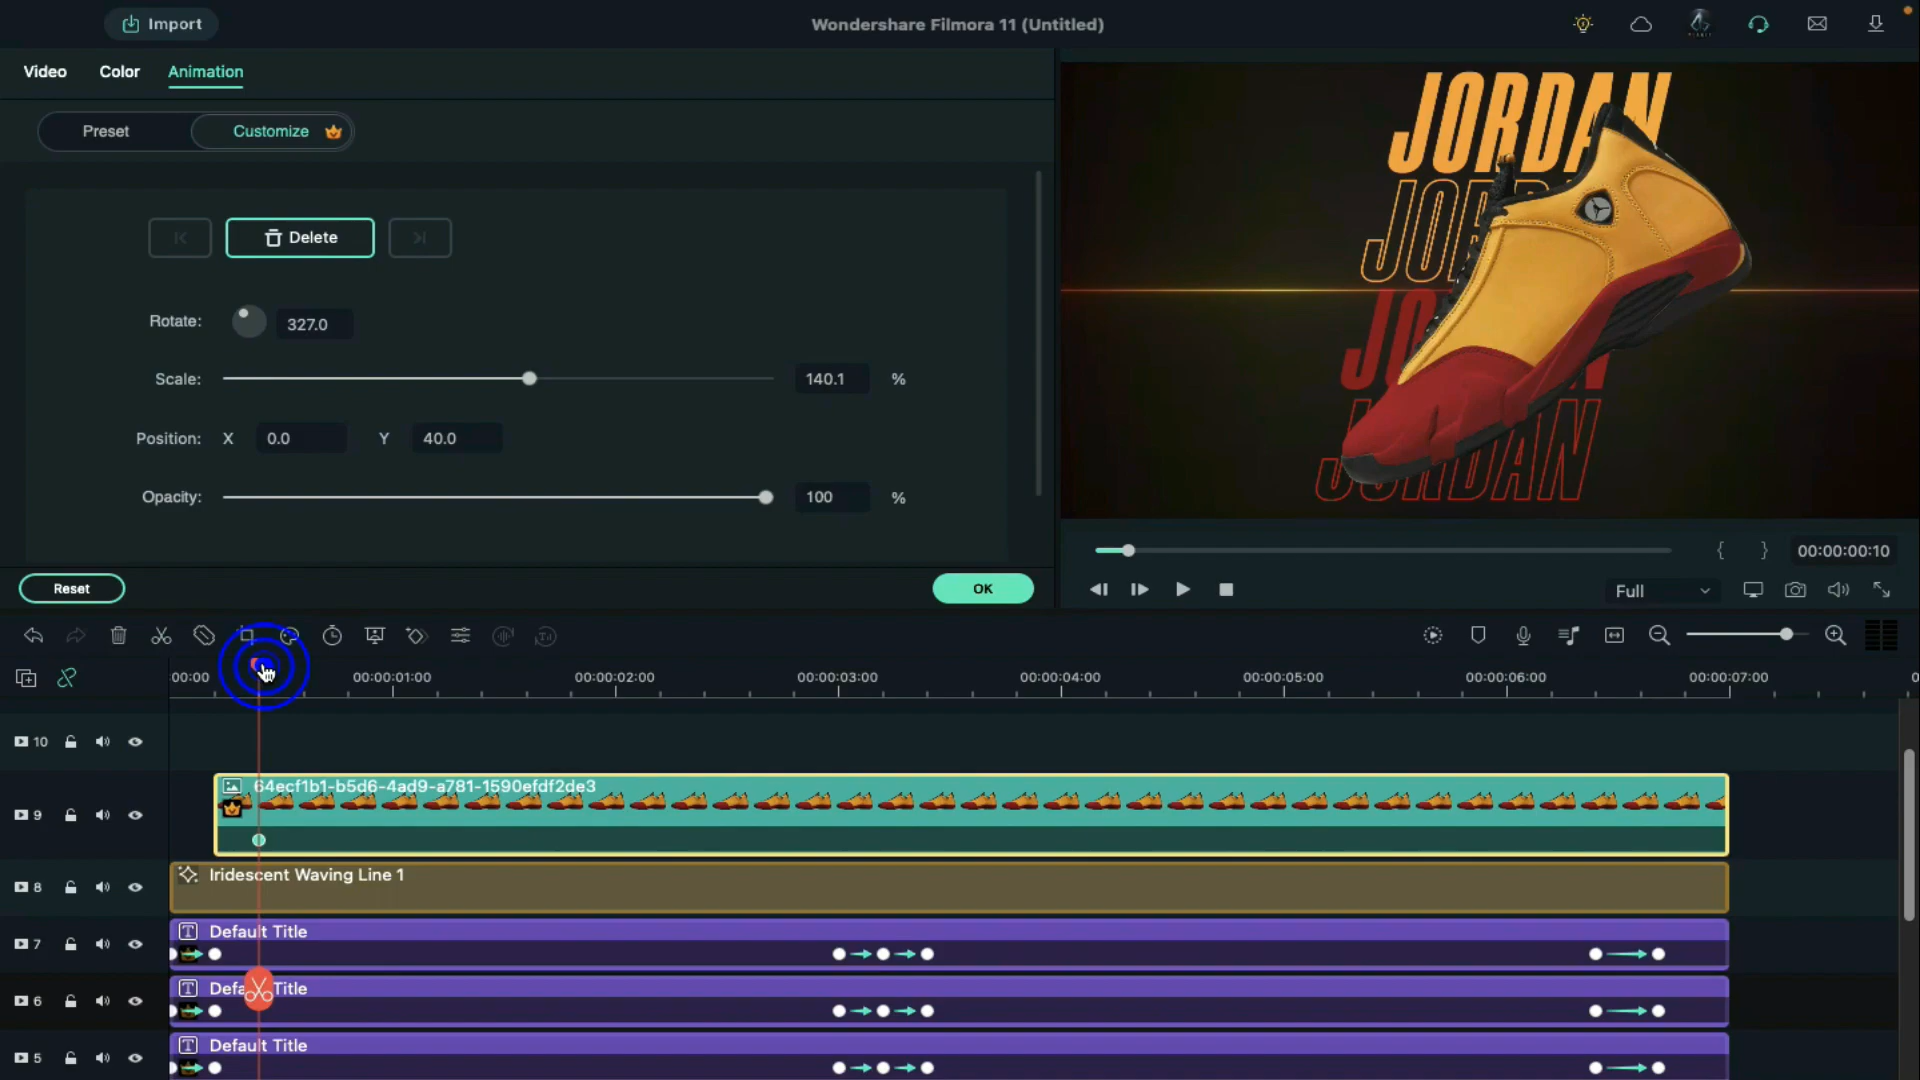 Import
Wondershare Filmora 11 (Untitled)
Video Color Animation
Preset Customize
Delete
Rotate: 327.0
Scale: 140.1 %
Position: X 0.0 Y 40.0
Opacity: 100 %
Reset OK
JORDAN
JORDAN
JORDAN
{ } 00:00:00:10
Full
:00:00 00:00:01:00 00:00:02:00 00:00:03:00 00:00:04:00 00:00:05:00 00:00:06:00 00:00:07:00 0
10
64ecf1b1-b5d6-4ad9-a781-1590efdf2de3
9
Iridescent Waving Line 1
8
Default Title
7
Title
6
Default Title
5